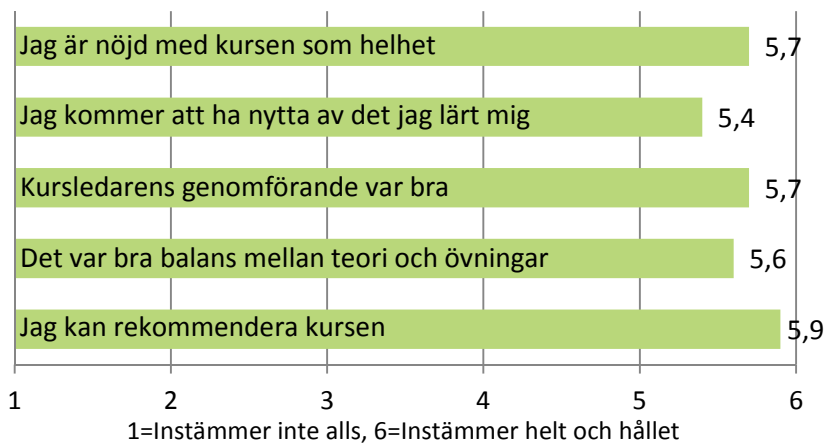 Jag är nöjd med kursen som helhet 5,7
Jag kommer att ha nytta av det jag lärt mig 5,4
Kursledarens genomförande var bra 5,7
Det var bra balans mellan teori och övningar 5,6
Jag kan rekommendera kursen 5,9
1 2 3 4 5 6
1=Instämmer inte alls, 6=Instämmer helt och hållet